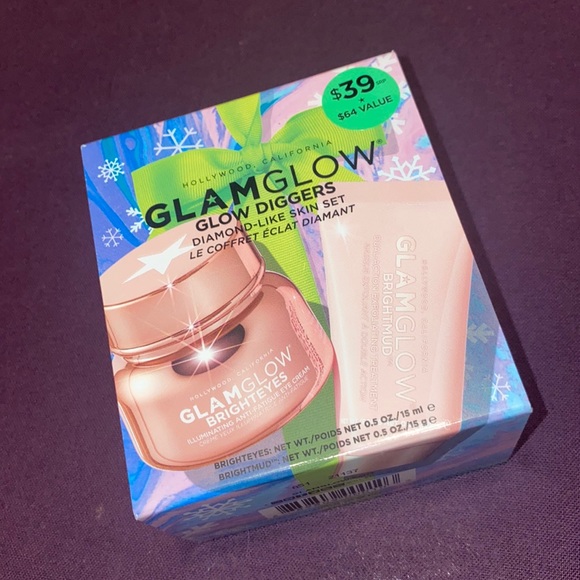 $39
$64 VALUE
HOLLYWOOD, CALIFORNIA
GLAMGLOW®
GLOW DIGGERS
DIAMOND-LIKE SKIN SET
LE COFFRET ÉCLAT DIAMANT
HOLLYWOOD, CALIFORNIA
GLAMGLOW
BRIGHTEYES
ILLUMINATING ANTI-FATIGUE EYE CREAM
GLAMGLOW
BRIGHTMUD
BRIGHTEYES: NET WT./POIDS NET 0.5 OZ./15 ml e
BRIGHTMUD™: NET WT./POIDS NET 0.5 OZ./15 g e